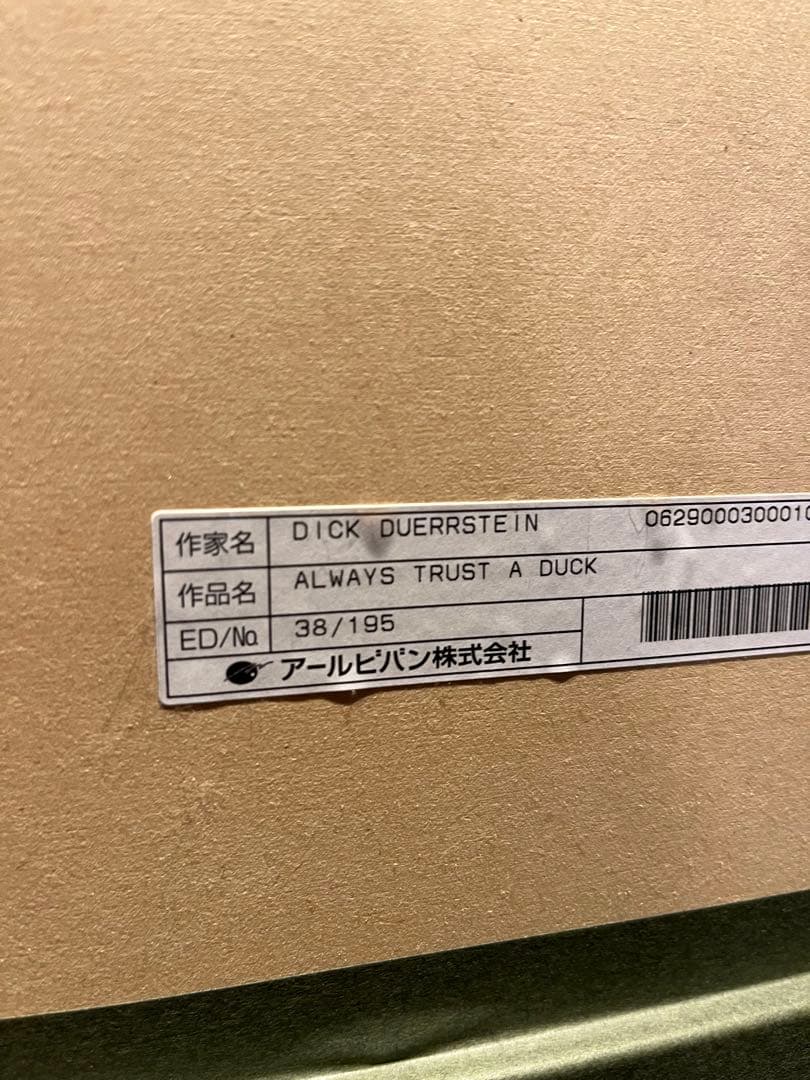 作家名 DICK DUERRSTEIN 0629000300010
作品名 ALWAYS TRUST A DUCK
ED/No. 38/195
アールビバン株式会社